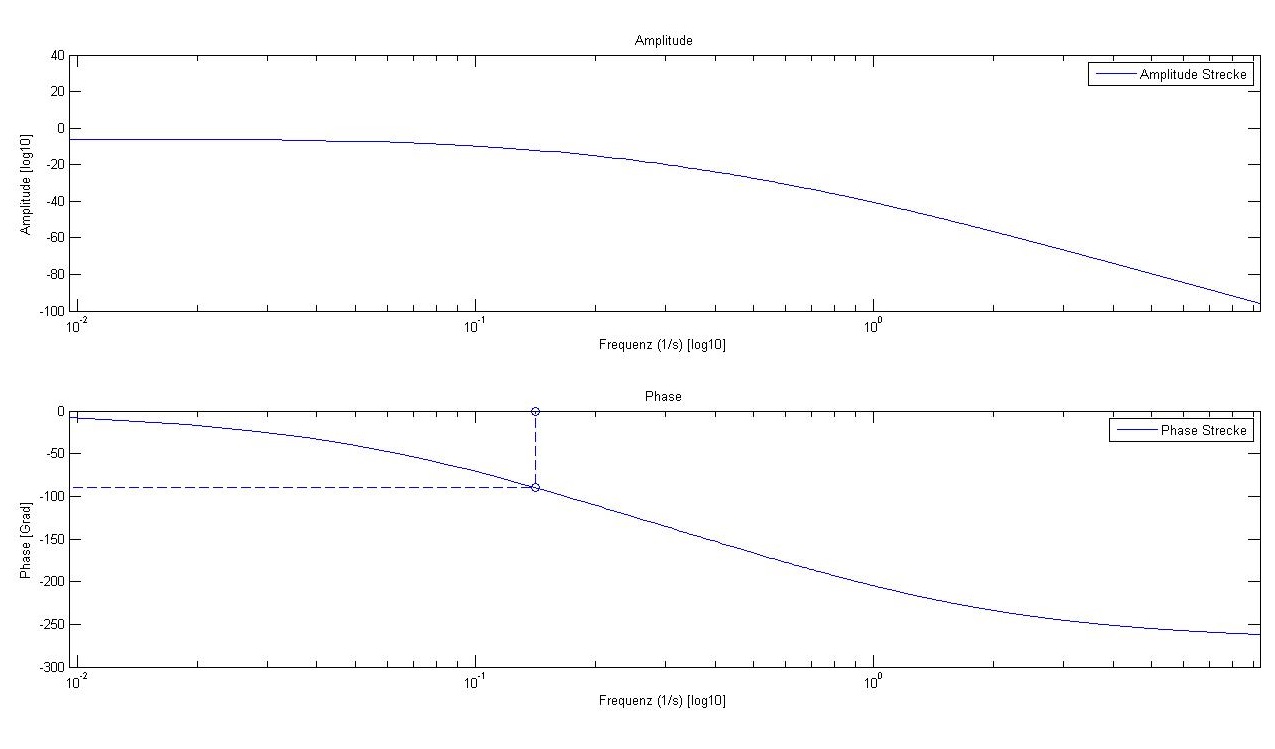 Amplitude
40
20
0
-20
-40
-60
-80
-100
Amplitude [log10]
Amplitude Strecke
10^-2
10^-1
10^0
Frequenz (1/s) [log10]
Phase
0
-50
-100
-150
-200
-250
-300
Phase [Grad]
Phase Strecke
10^-2
10^-1
10^0
Frequenz (1/s) [log10]